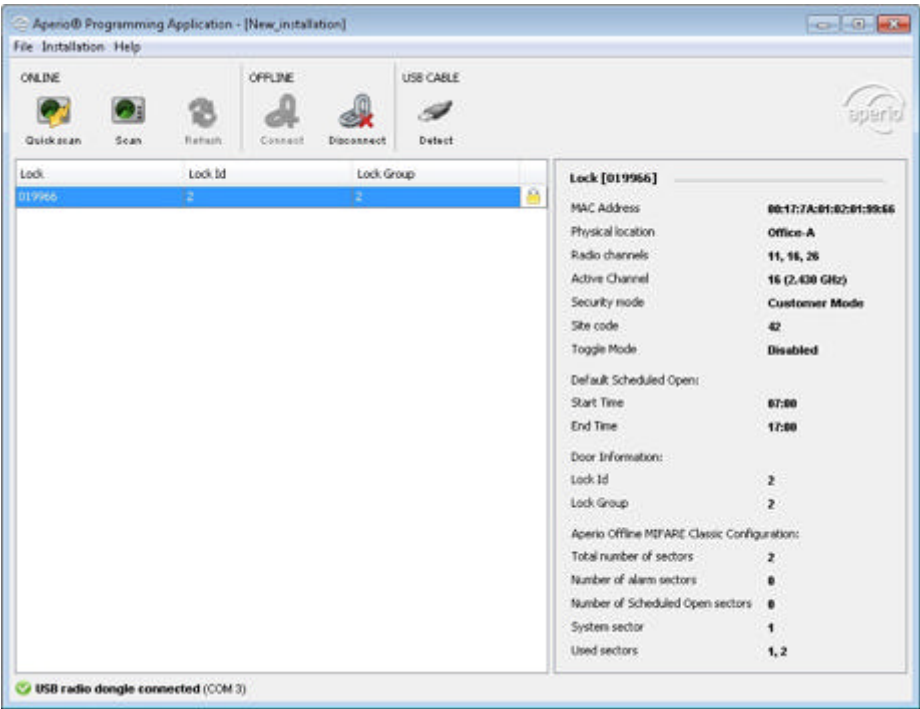 Aperio® Programming Application - [New_installation]
File Installation Help
ONLINE OFFLINE USB CABLE
Quick scan Scan Refresh Connect Disconnect Detect
aperio
Lock Lock Id Lock Group
019966 2 2
Lock [019966]
MAC Address 00:17:7A:01:02:01:99:66
Physical location Office-A
Radio channels 11, 16, 26
Active Channel 16 (2.430 GHz)
Security mode Customer Mode
Site code 42
Toggle Mode Disabled
Default Scheduled Open:
Start Time 07:00
End Time 17:00
Door Information:
Lock Id 2
Lock Group 2
Aperio Offline MIFARE Classic Configuration:
Total number of sectors 2
Number of alarm sectors 0
Number of Scheduled Open sectors 0
System sector 1
Used sectors 1, 2
USB radio dongle connected (COM 3)